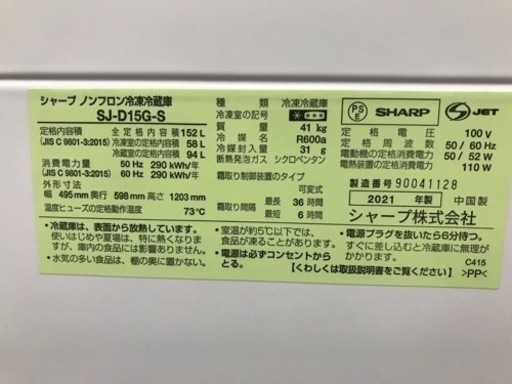 シャープ ノンフロン冷凍冷蔵庫
SJ-D15G-S
定格内容積 全定格内容積 152 L
(JIS C 9801-3:2015) 冷凍室の定格内容積 58 L
冷蔵室の定格内容積 94 L
消費電力量 50 Hz 290 kWh/年
(JIS C 9801-3:2015) 60 Hz 290 kWh/年
外形寸法
幅 495 mm 奥行 598 mm 高さ 1203 mm
温度ヒューズの定格動作温度 73℃
種類 冷凍冷蔵庫
冷凍室の記号
質量 41 kg
冷媒名 R600a
冷媒封入量 31 g
断熱発泡ガス シクロペンタン
霜取り制御装置のタイプ
可変式
霜取り間隔 最長 36 時間
最短 6 時間
PS
E
SHARP
S JET
定格電圧 100 V
定格周波数 50 / 60 Hz
電動機の定格消費電力 50 / 52 W
電熱装置の定格消費電力 110 W
製造番号 90041128
2021 年製 中国製
シャープ株式会社
•冷蔵庫は、表面から放熱しています。
使いはじめや夏場は、特に熱くなります
が、庫内の食品には影響はありません。
•水気の多い食品は、棚の奥に置かない。
•室温が約5℃以下では、
食品が凍ることがありま
す。
•電源は必ずコンセントから
とる。
•電源プラグを抜いたら6分待つ。
すぐに差し込むと冷蔵庫に無理が
かかります。
【くわしくは取扱説明書をご覧ください】
C415
>PP<